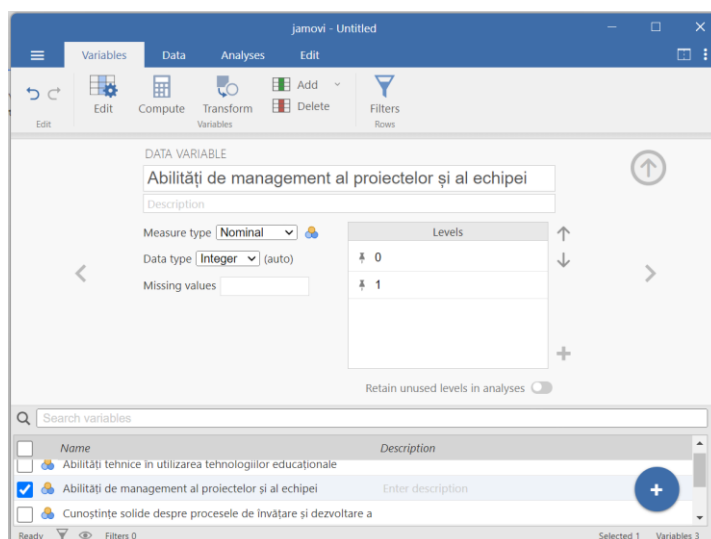 jamovi - Untitled
Variables Data Analyses Edit
Edit Compute Transform Add Delete Filters
Edit Variables Rows
DATA VARIABLE
Abilități de management al proiectelor și al echipei
Description
Measure type Nominal
Data type Integer (auto)
Missing values
Levels
0
1
Retain unused levels in analyses
Search variables
Name Description
Abilități tehnice în utilizarea tehnologiilor educaționale
Abilități de management al proiectelor și al echipei Enter description
Cunoștințe solide despre procesele de învățare și dezvoltare a
Ready Filters 0 Selected 1 Variables 3